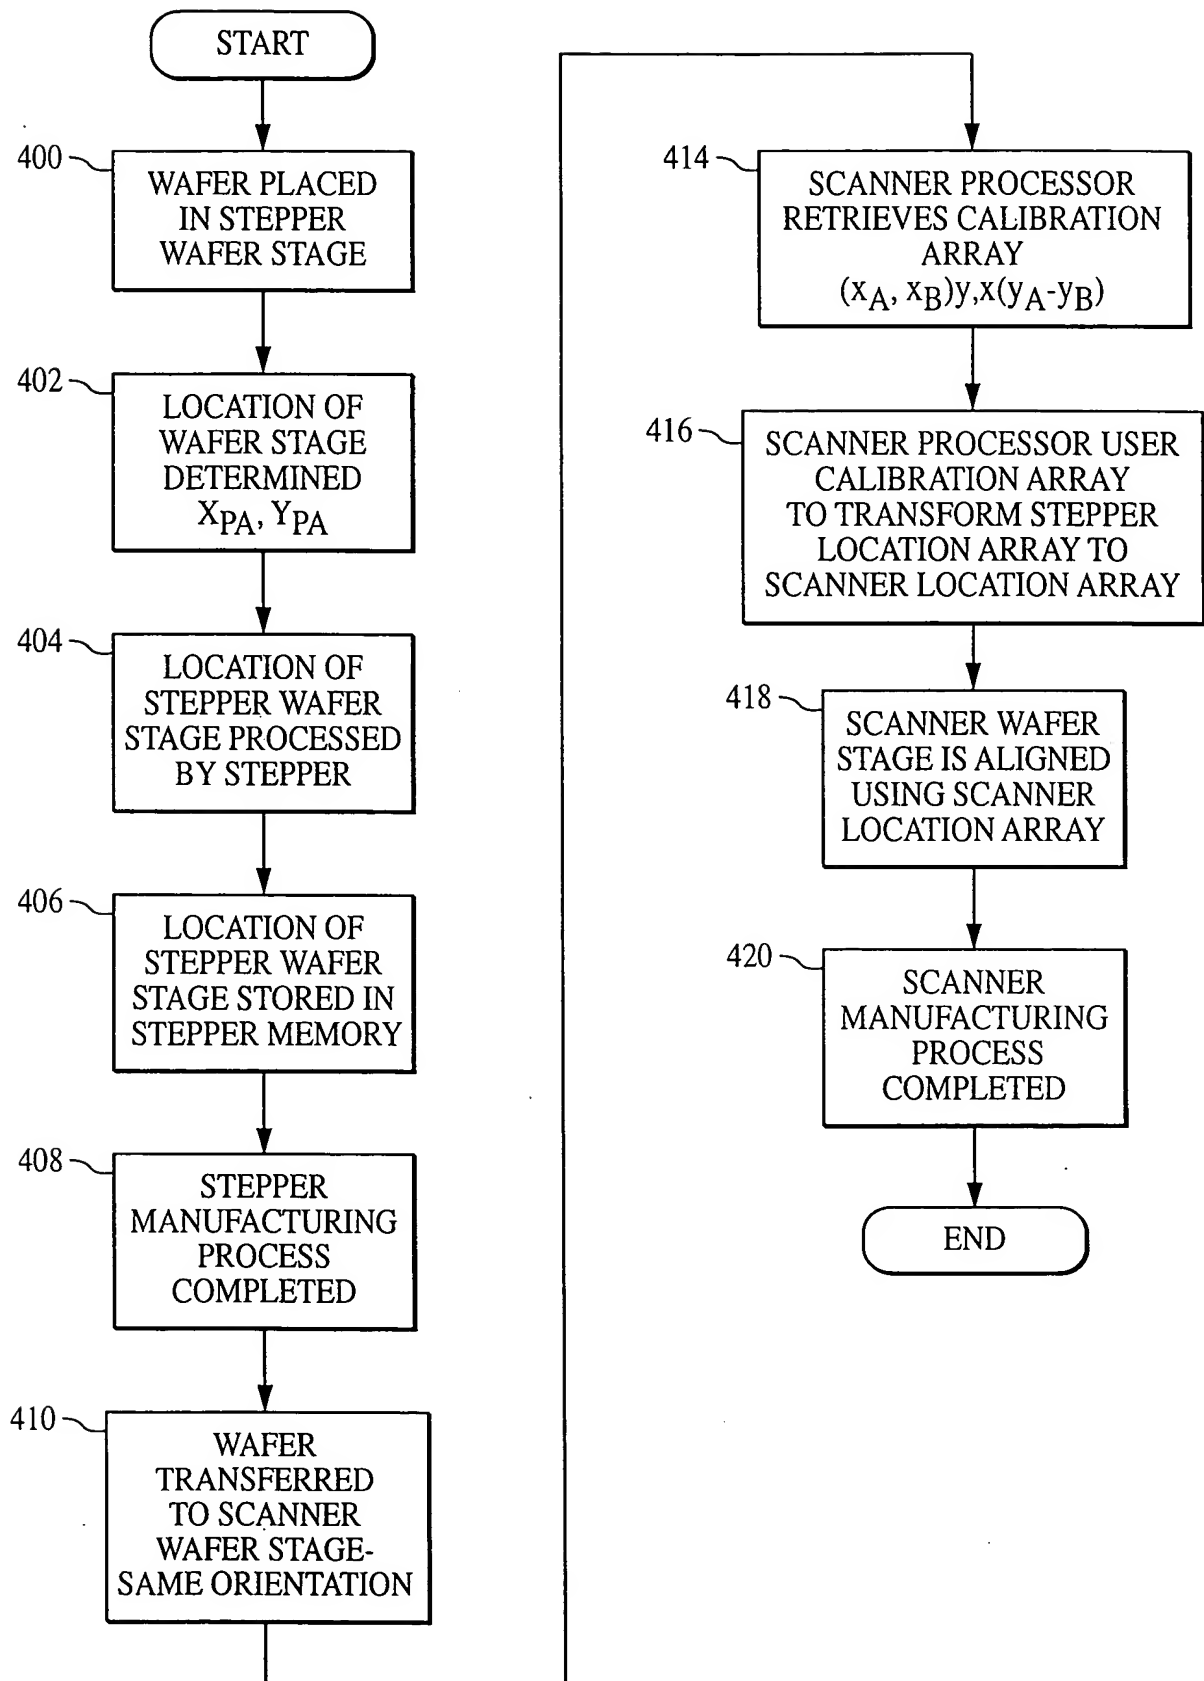 START
400
WAFER PLACED
IN STEPPER
WAFER STAGE
402
LOCATION OF
WAFER STAGE
DETERMINED
XPA, YPA
404
LOCATION OF
STEPPER WAFER
STAGE PROCESSED
BY STEPPER
406
LOCATION OF
STEPPER WAFER
STAGE STORED IN
STEPPER MEMORY
408
STEPPER
MANUFACTURING
PROCESS
COMPLETED
410
WAFER
TRANSFERRED
TO SCANNER
WAFER STAGE-
SAME ORIENTATION
414
SCANNER PROCESSOR
RETRIEVES CALIBRATION
ARRAY
(xA, xB)y,x(yA-yB)
416
SCANNER PROCESSOR USER
CALIBRATION ARRAY
TO TRANSFORM STEPPER
LOCATION ARRAY TO
SCANNER LOCATION ARRAY
418
SCANNER WAFER
STAGE IS ALIGNED
USING SCANNER
LOCATION ARRAY
420
SCANNER
MANUFACTURING
PROCESS
COMPLETED
END